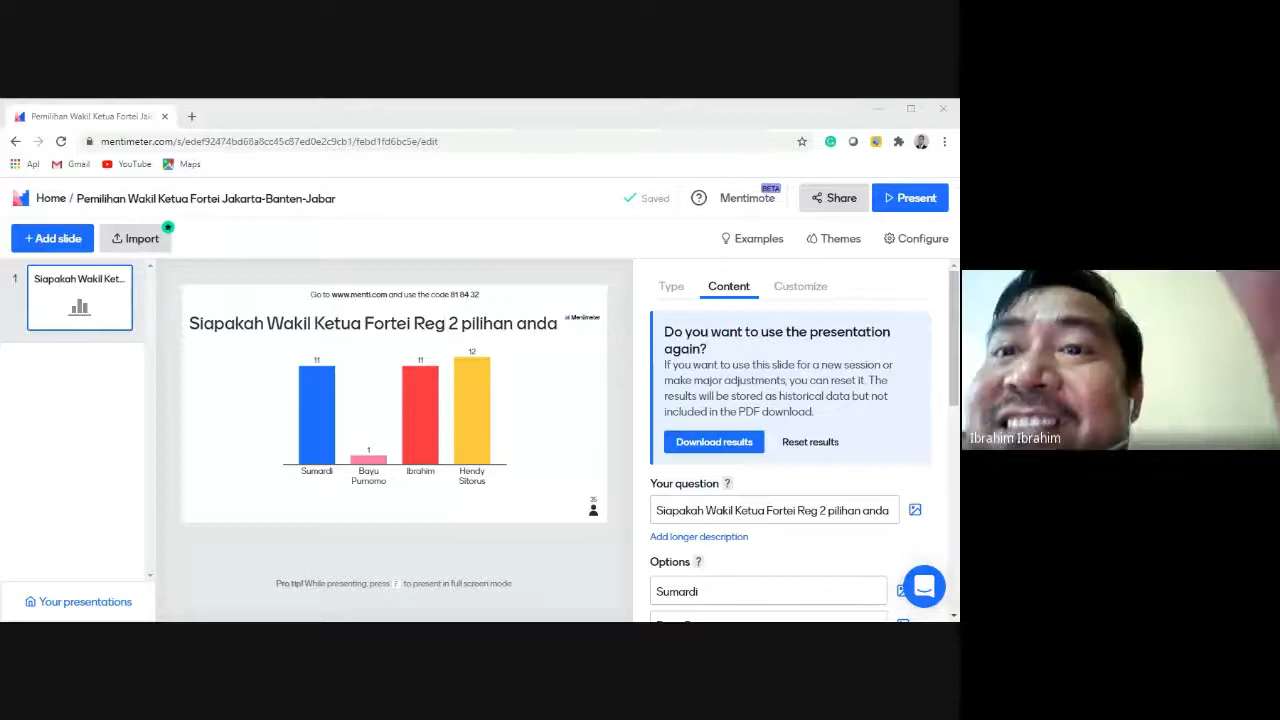 Pemilihan Wakil Ketua Fortei Jak
mentimeter.com/s/edef92474bd68a8cc45c87ed0e2c9cb1/febd1fd6bc5e/edit
Apl Gmail YouTube Maps
Home / Pemilihan Wakil Ketua Fortei Jakarta-Banten-Jabar
Saved
Mentimote BETA
Share
Present
+ Add slide
Import
Examples
Themes
Configure
1
Siapakah Wakil Ket...
Go to www.menti.com and use the code 81 84 32
Siapakah Wakil Ketua Fortei Reg 2 pilihan anda
Mentimeter
11
1
11
12
Sumardi
Bayu
Purnomo
Ibrahim
Hendy
Sitorus
35
Pro tip! While presenting, press F to present in full screen mode
Your presentations
Type Content Customize
Do you want to use the presentation
again?
If you want to use this slide for a new session or
make major adjustments, you can reset it. The
results will be stored as historical data but not
included in the PDF download.
Download results
Reset results
Your question ?
Siapakah Wakil Ketua Fortei Reg 2 pilihan anda
Add longer description
Options ?
Sumardi
Ibrahim Ibrahim